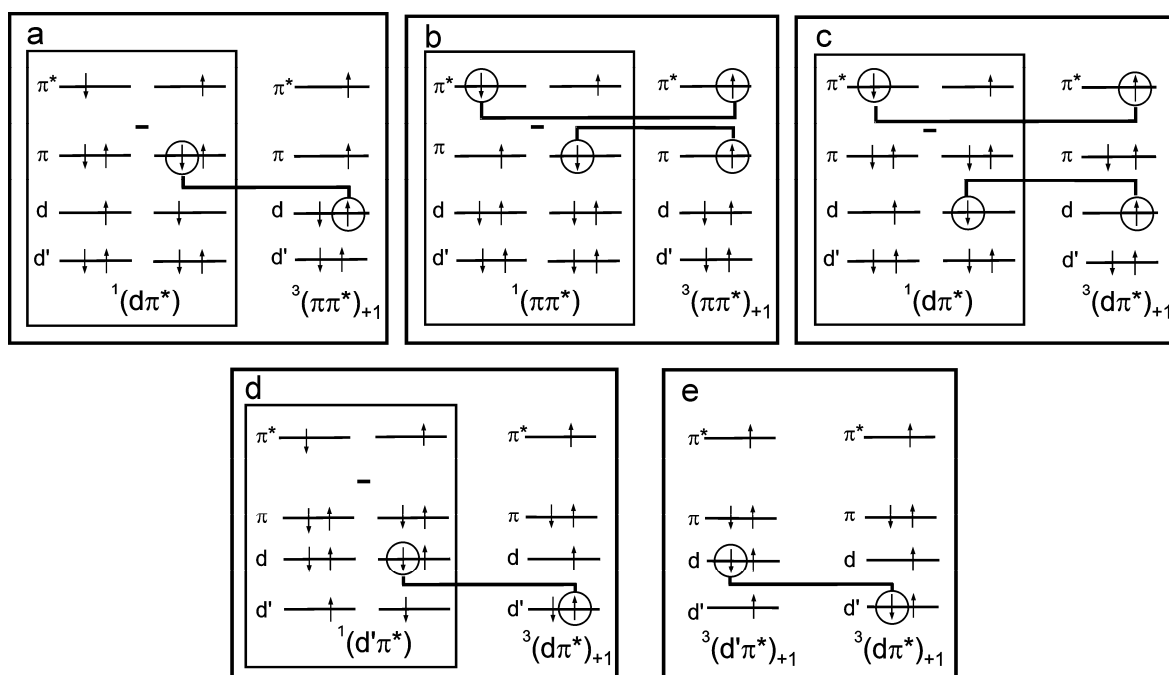 a
π* π*
π π
d d
d' d'
¹(dπ*) ³(ππ*)₊₁
b
π* π*
π π
d d
d' d'
¹(ππ*) ³(ππ*)₊₁
c
π* π*
π π
d d
d' d'
¹(dπ*) ³(dπ*)₊₁
d
π* π*
π π
d d
d' d'
¹(d'π*) ³(dπ*)₊₁
e
π* π*
π π
d d
d' d'
³(d'π*)₊₁ ³(dπ*)₊₁